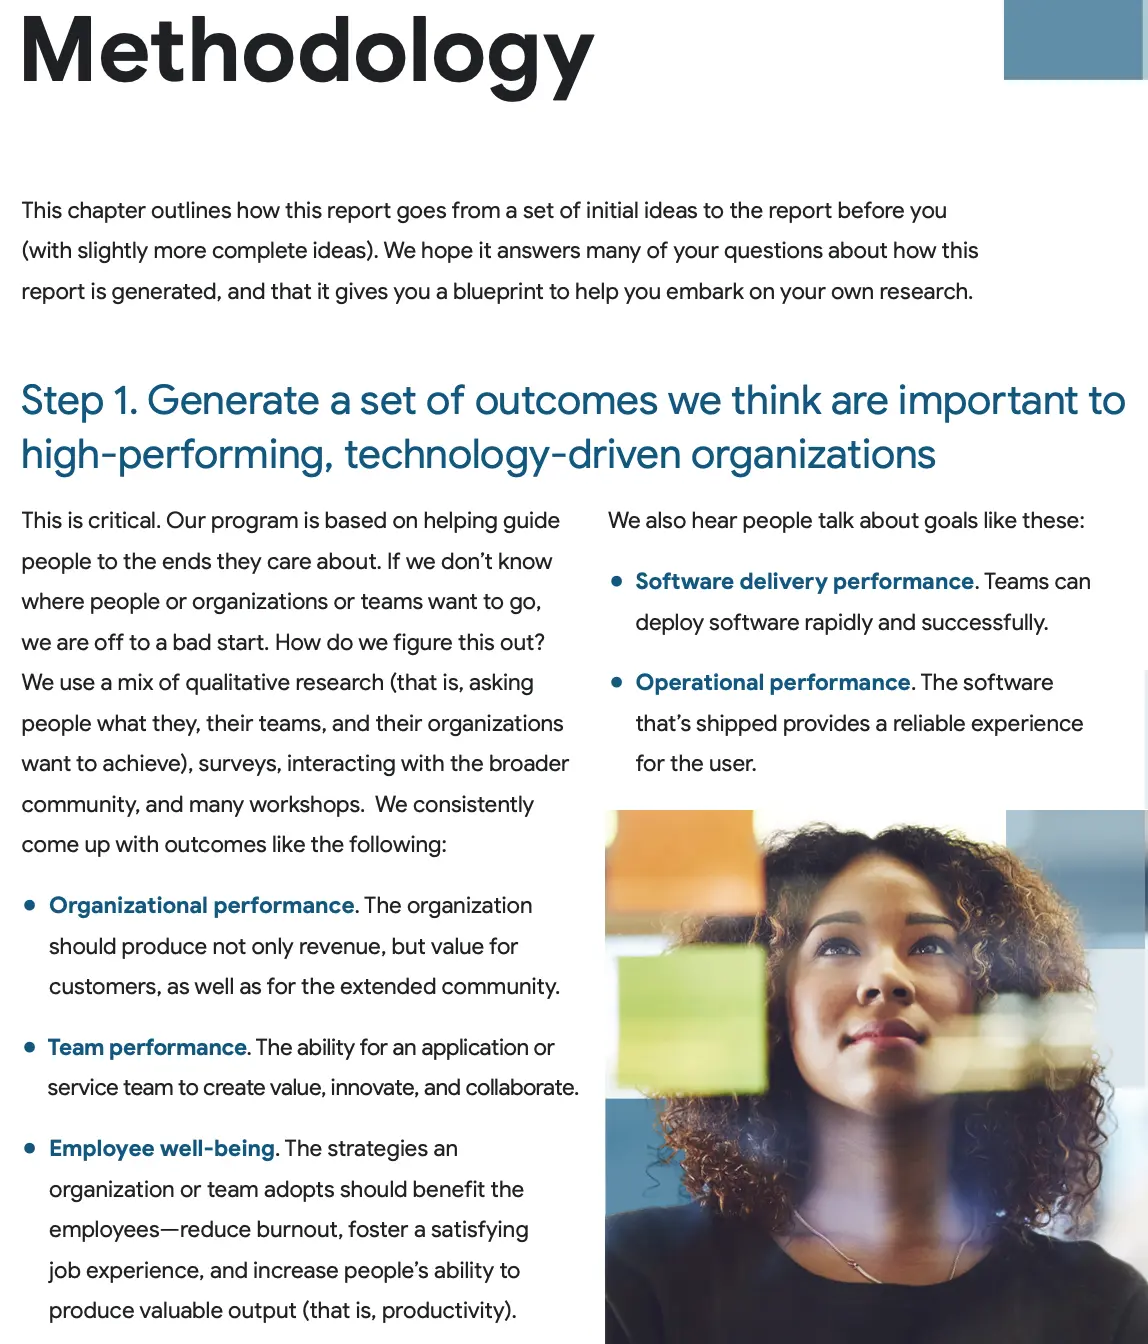 Methodology
This chapter outlines how this report goes from a set of initial ideas to the report before you
(with slightly more complete ideas). We hope it answers many of your questions about how this
report is generated, and that it gives you a blueprint to help you embark on your own research.
Step 1. Generate a set of outcomes we think are important to
high-performing, technology-driven organizations
This is critical. Our program is based on helping guide
people to the ends they care about. If we don’t know
where people or organizations or teams want to go,
we are off to a bad start. How do we figure this out?
We use a mix of qualitative research (that is, asking
people what they, their teams, and their organizations
want to achieve), surveys, interacting with the broader
community, and many workshops.  We consistently
come up with outcomes like the following:
• Organizational performance. The organization
should produce not only revenue, but value for
customers, as well as for the extended community.
• Team performance. The ability for an application or
service team to create value, innovate, and collaborate.
• Employee well-being. The strategies an
organization or team adopts should benefit the
employees—reduce burnout, foster a satisfying
job experience, and increase people’s ability to
produce valuable output (that is, productivity).
We also hear people talk about goals like these:
• Software delivery performance. Teams can
deploy software rapidly and successfully.
• Operational performance. The software
that’s shipped provides a reliable experience
for the user.